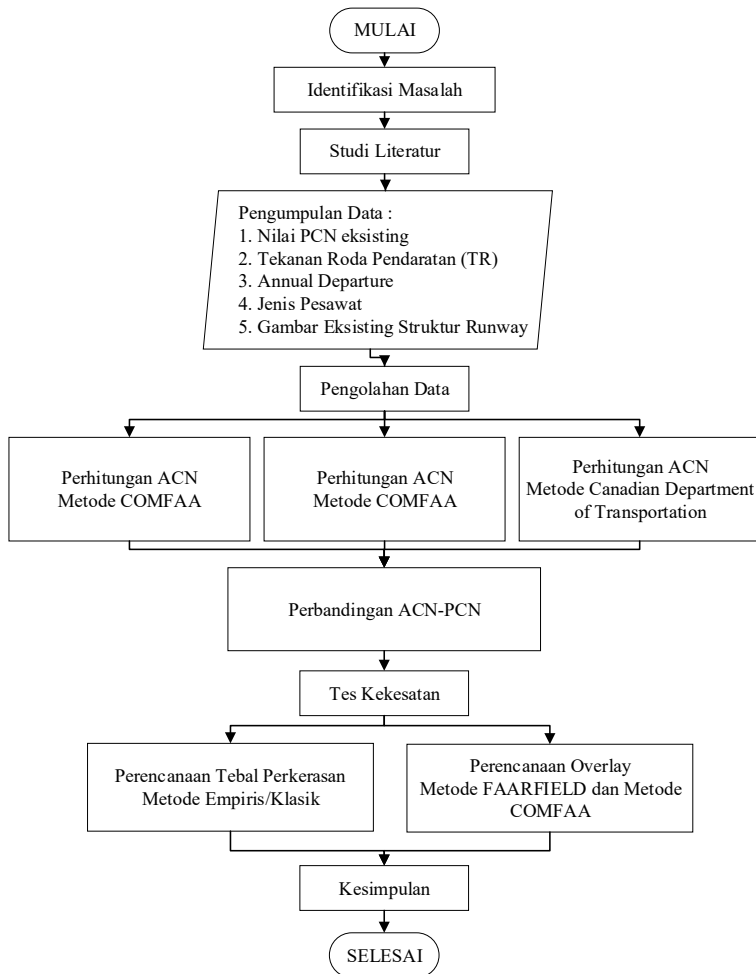 MULAI
Identifikasi Masalah
Studi Literatur
Pengumpulan Data :
1. Nilai PCN eksisting
2. Tekanan Roda Pendaratan (TR)
3. Annual Departure
4. Jenis Pesawat
5. Gambar Eksisting Struktur Runway
Pengolahan Data
Perhitungan ACN
Metode COMFAA
Perhitungan ACN
Metode COMFAA
Perhitungan ACN
Metode Canadian Department
of Transportation
Perbandingan ACN-PCN
Tes Kekesatan
Perencanaan Tebal Perkerasan
Metode Empiris/Klasik
Perencanaan Overlay
Metode FAARFIELD dan Metode
COMFAA
Kesimpulan
SELESAI